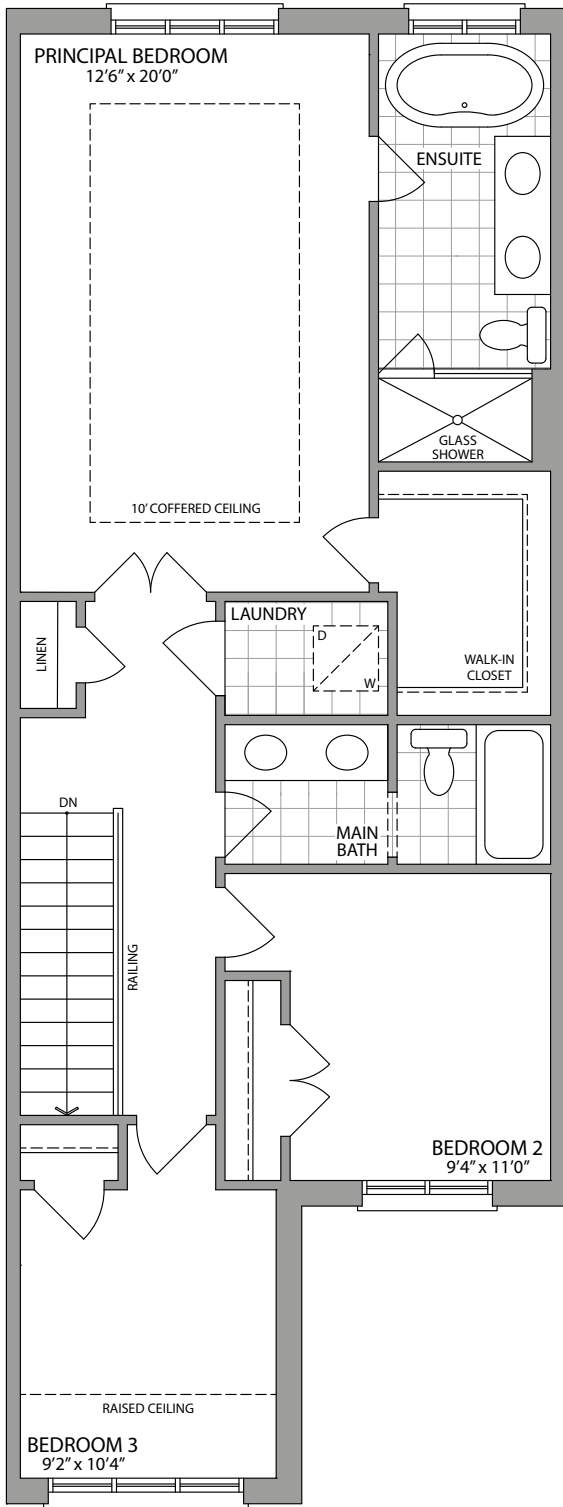 PRINCIPAL BEDROOM
12'6" x 20'0"
ENSUITE
GLASS
SHOWER
10' COFFERED CEILING
LAUNDRY
D
W
LINEN
WALK-IN
CLOSET
DN
MAIN
BATH
RAILING
BEDROOM 2
9'4" x 11'0"
RAISED CEILING
BEDROOM 3
9'2" x 10'4"